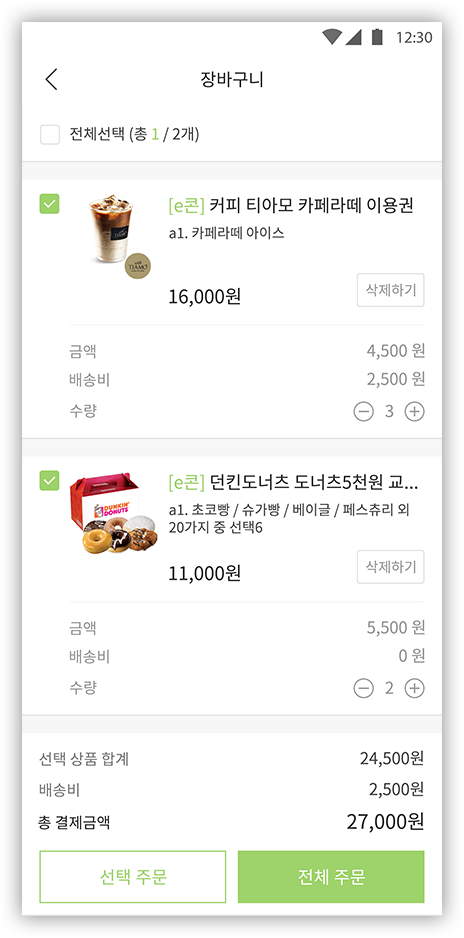 12:30
장바구니
전체선택 (총 1 / 2개)
[e콘] 커피 티아모 카페라떼 이용권
a1. 카페라떼 아이스
TIAMO
TIAMO
16,000원
삭제하기
금액 4,500 원
배송비 2,500 원
수량 3
[e콘] 던킨도너츠 도너츠5천원 교...
DUNKIN'
DONUTS
a1. 초코빵 / 슈가빵 / 베이글 / 페스츄리 외
20가지 중 선택6
11,000원
삭제하기
금액 5,500 원
배송비 0 원
수량 2
선택 상품 합계 24,500원
배송비 2,500원
총 결제금액 27,000원
선택 주문
전체 주문